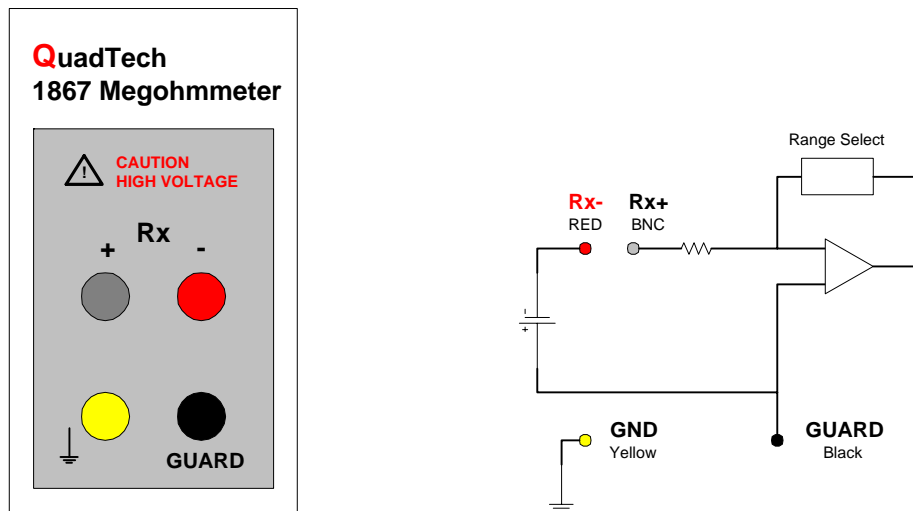 QuadTech
1867 Megohmmeter
!
CAUTION
HIGH VOLTAGE
Rx
+ -
GUARD
Range Select
Rx- Rx+
RED BNC
-
+
GND GUARD
Yellow Black